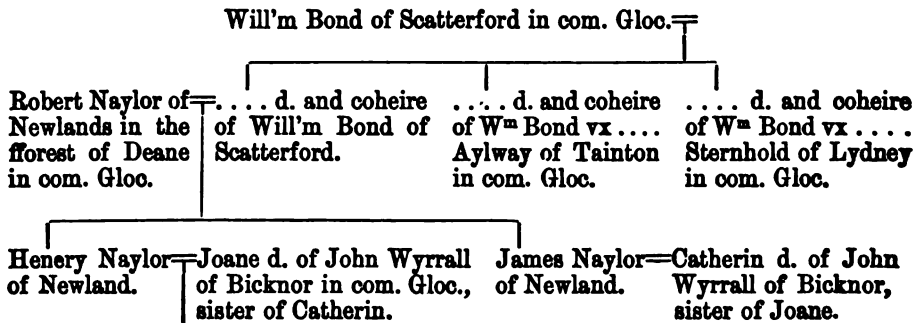 Will'm Bond of Scatterford in com. Gloc.
Robert Naylor of
Newlands in the
fforest of Deane
in com. Gloc.
.... d. and coheire
of Will'm Bond of
Scatterford.
.... d. and coheire
of Wᵐ Bond vx ....
Aylway of Tainton
in com. Gloc.
.... d. and coheire
of Wᵐ Bond vx ....
Sternhold of Lydney
in com. Gloc.
Henery Naylor
of Newland.
Joane d. of John Wyrrall
of Bicknor in com. Gloc.,
sister of Catherin.
James Naylor
of Newland.
Catherin d. of John
Wyrrall of Bicknor,
sister of Joane.